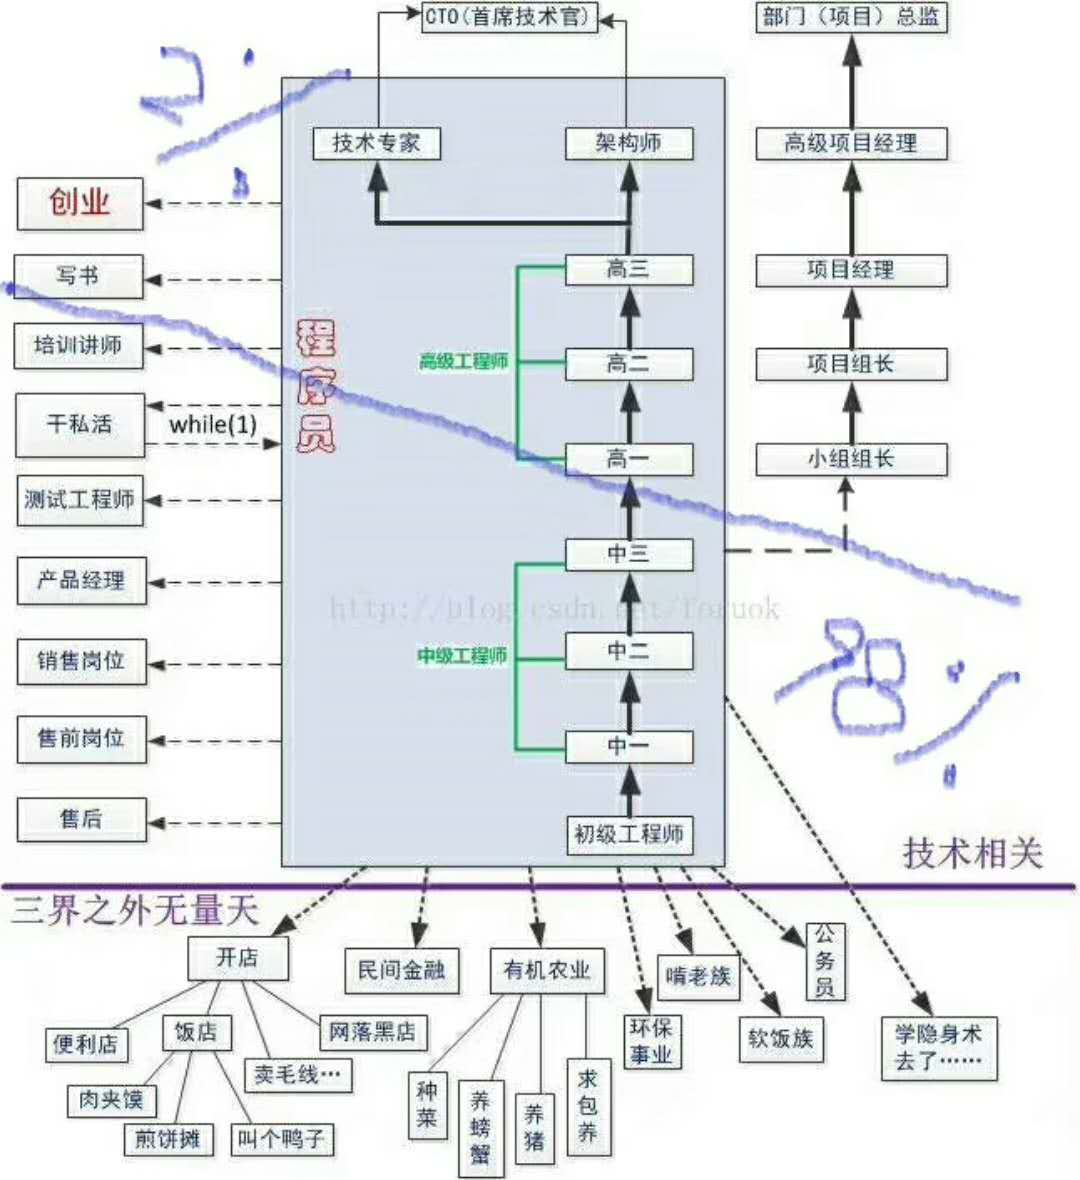 CTO(首席技术官)
部门（项目）总监
2%
技术专家
架构师
高级项目经理
创业
高三
项目经理
写书
程序员
培训讲师
高级工程师
高二
项目组长
干私活
while(1)
高一
小组组长
测试工程师
中三
产品经理
http://blog.csdn.net/foruok
中级工程师
中二
销售岗位
98%
售前岗位
中一
售后
初级工程师
技术相关
三界之外无量天
开店
民间金融
有机农业
啃老族
公务员
便利店
饭店
网落黑店
环保
事业
软饭族
学隐身术
去了……
卖毛线…
肉夹馍
煎饼摊
叫个鸭子
种菜
养螃蟹
养猪
求包养